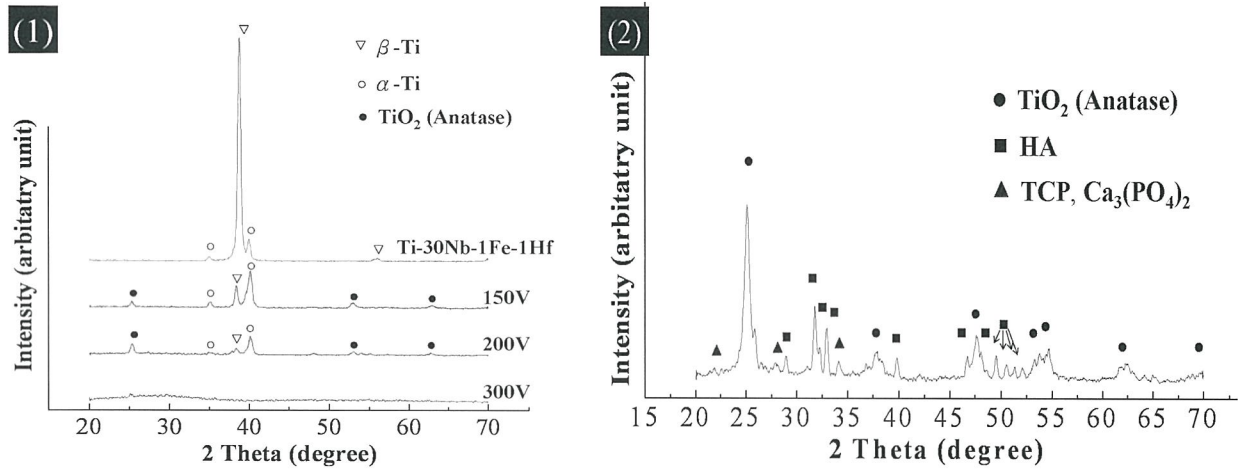 (1)
▽ β-Ti
○ α-Ti
● TiO2 (Anatase)
Intensity (arbitatry unit)
Ti-30Nb-1Fe-1Hf
150V
200V
300V
20 30 40 50 60 70
2 Theta (degree)
(2)
● TiO2 (Anatase)
■ HA
▲ TCP, Ca3(PO4)2
Intensity (arbitatry unit)
15 20 25 30 35 40 45 50 55 60 65 70
2 Theta (degree)